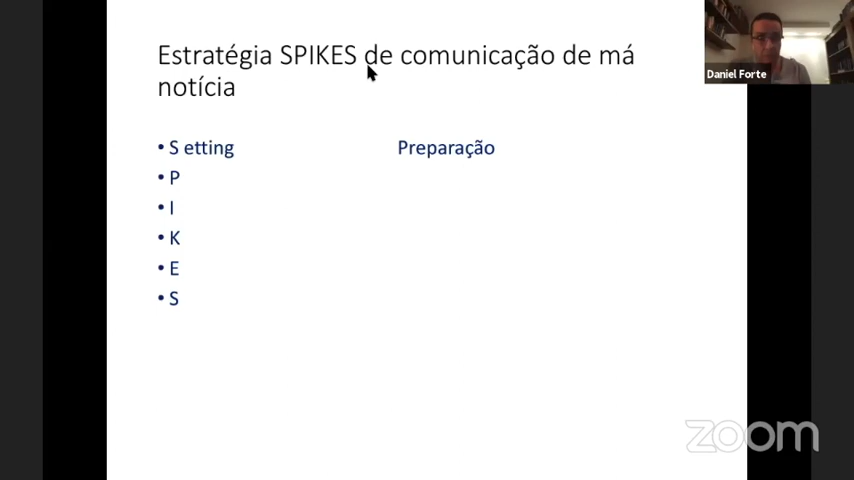 Estratégia SPIKES de comunicação de má
notícia
Daniel Forte
• S etting Preparação
• P
• I
• K
• E
• S
zoom